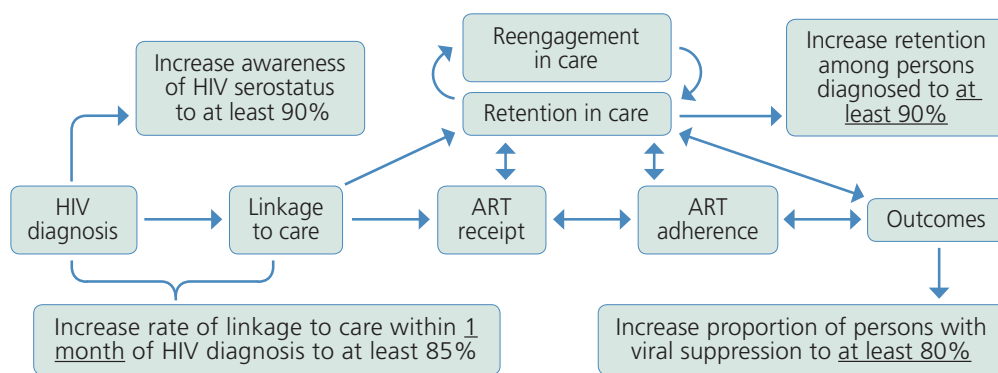 Increase awareness
of HIV serostatus
to at least 90%
Reengagement
in care
Retention in care
Increase retention
among persons
diagnosed to at
least 90%
HIV
diagnosis
Linkage
to care
ART
receipt
ART
adherence
Outcomes
Increase rate of linkage to care within 1
month of HIV diagnosis to at least 85%
Increase proportion of persons with
viral suppression to at least 80%